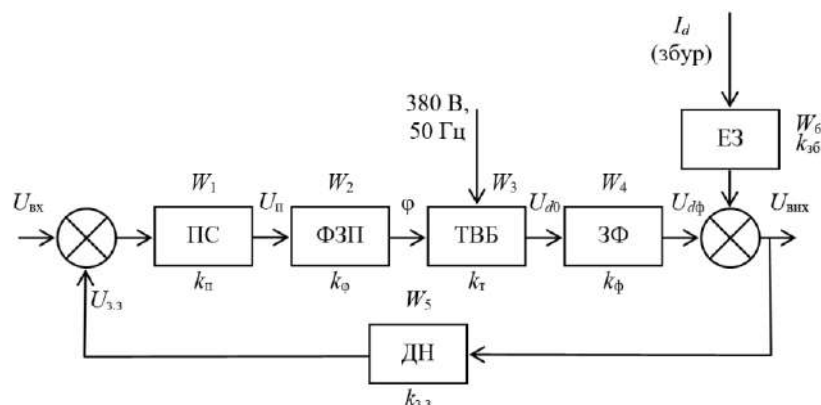 I_d
(збур)
380 В,
50 Гц
ЕЗ
W_6
k_зб
W_1
W_2
W_3
W_4
U_вх
U_п
φ
U_d0
U_dф
U_вих
ПС
ФЗП
ТВБ
ЗФ
k_п
k_φ
k_т
k_ф
U_з.з
W_5
ДН
k_з.з